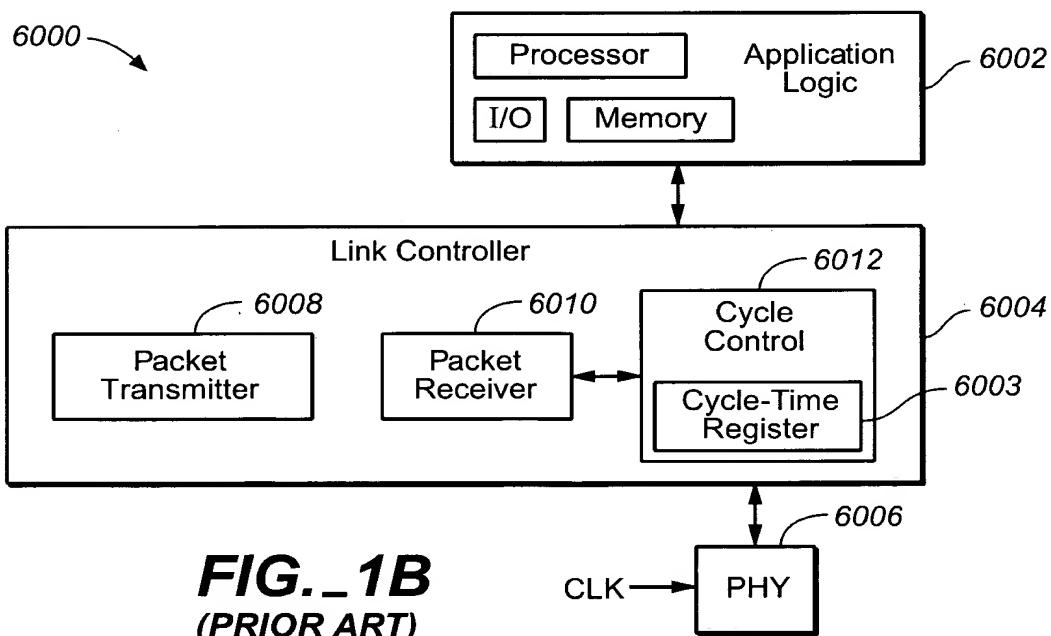 6000
Processor
Application
Logic
6002
I/O
Memory
Link Controller
6012
6008
6010
Cycle
Control
6004
Packet
Transmitter
Packet
Receiver
6003
Cycle-Time
Register
6006
FIG._1B
CLK
PHY
(PRIOR ART)